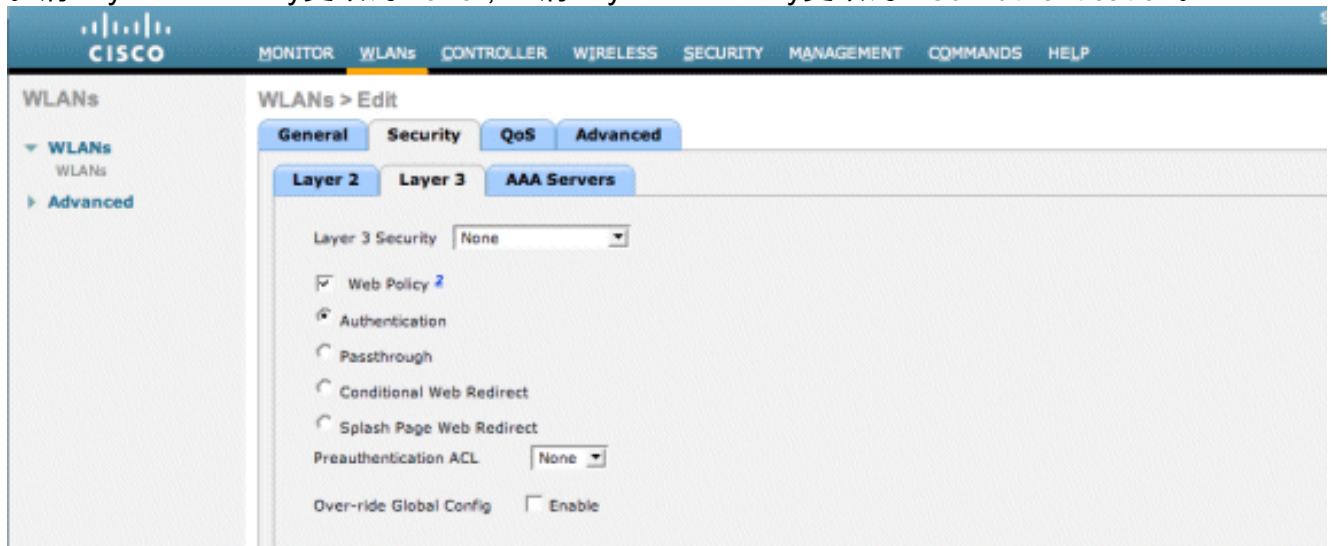 CISCO
MONITOR WLANs CONTROLLER WIRELESS SECURITY MANAGEMENT COMMANDS HELP
WLANs
WLANs
WLANs
Advanced
WLANs > Edit
General Security QoS Advanced
Layer 2 Layer 3 AAA Servers
Layer 3 Security None
Web Policy 2
Authentication
Passthrough
Conditional Web Redirect
Splash Page Web Redirect
Preauthentication ACL None
Over-ride Global Config Enable